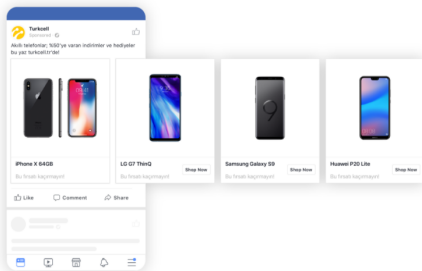 Turkcell
Sponsored
Akıllı telefonlar, %50'ye varan indirimler ve hediyeler
bu yaz turkcell.tr'de!
9
iPhone X 64GB
Bu fırsatı kaçırmayın!
LG G7 ThinQ
Bu fırsatı kaçırmayın!
Shop Now
Samsung Galaxy S9
Bu fırsatı kaçırmayın!
Shop Now
Huawei P20 Lite
Bu fırsatı kaçırmayın!
Shop Now
Like
Comment
Share